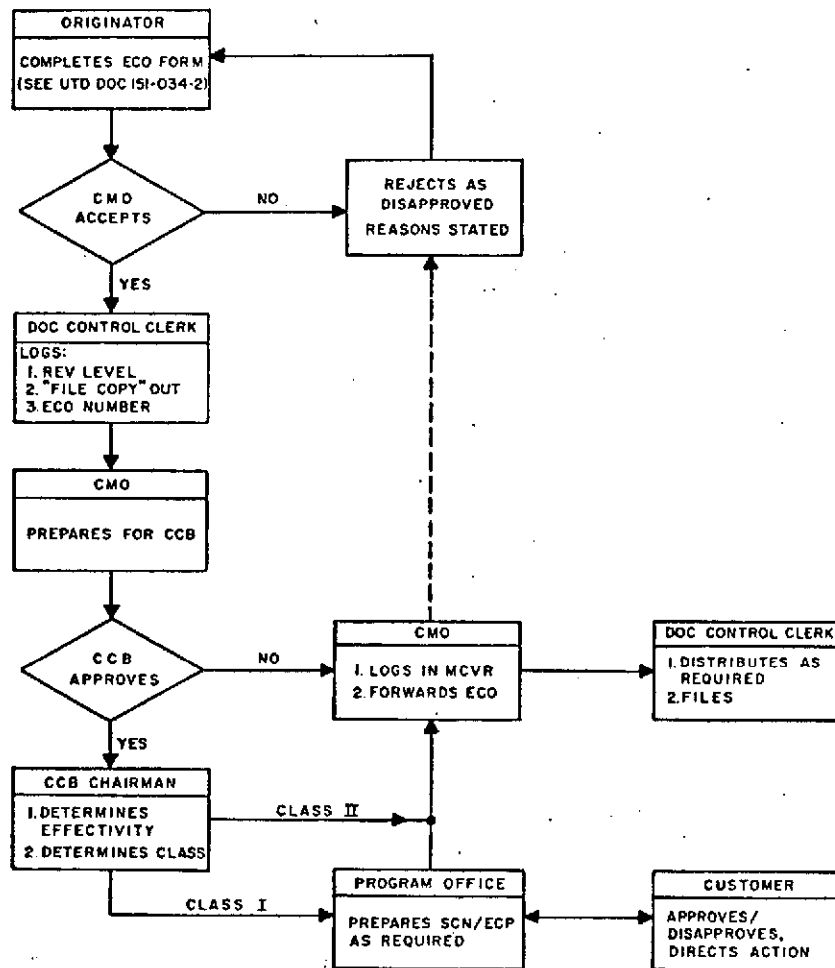 ORIGINATOR
COMPLETES ECO FORM
(SEE UTD DOC 151-034-2)
CMO
ACCEPTS
NO
REJECTS AS
DISAPPROVED
REASONS STATED
YES
DOC CONTROL CLERK
LOGS:
1. REV LEVEL
2. "FILE COPY" OUT
3. ECO NUMBER
CMO
PREPARES FOR CCB
CCB
APPROVES
NO
CMO
1. LOGS IN MCVR
2. FORWARDS ECO
DOC CONTROL CLERK
1. DISTRIBUTES AS
REQUIRED
2. FILES
YES
CCB CHAIRMAN
1. DETERMINES
EFFECTIVITY
2. DETERMINES CLASS
CLASS II
CLASS I
PROGRAM OFFICE
PREPARES SCN/ECP
AS REQUIRED
CUSTOMER
APPROVES/
DISAPPROVES,
DIRECTS ACTION